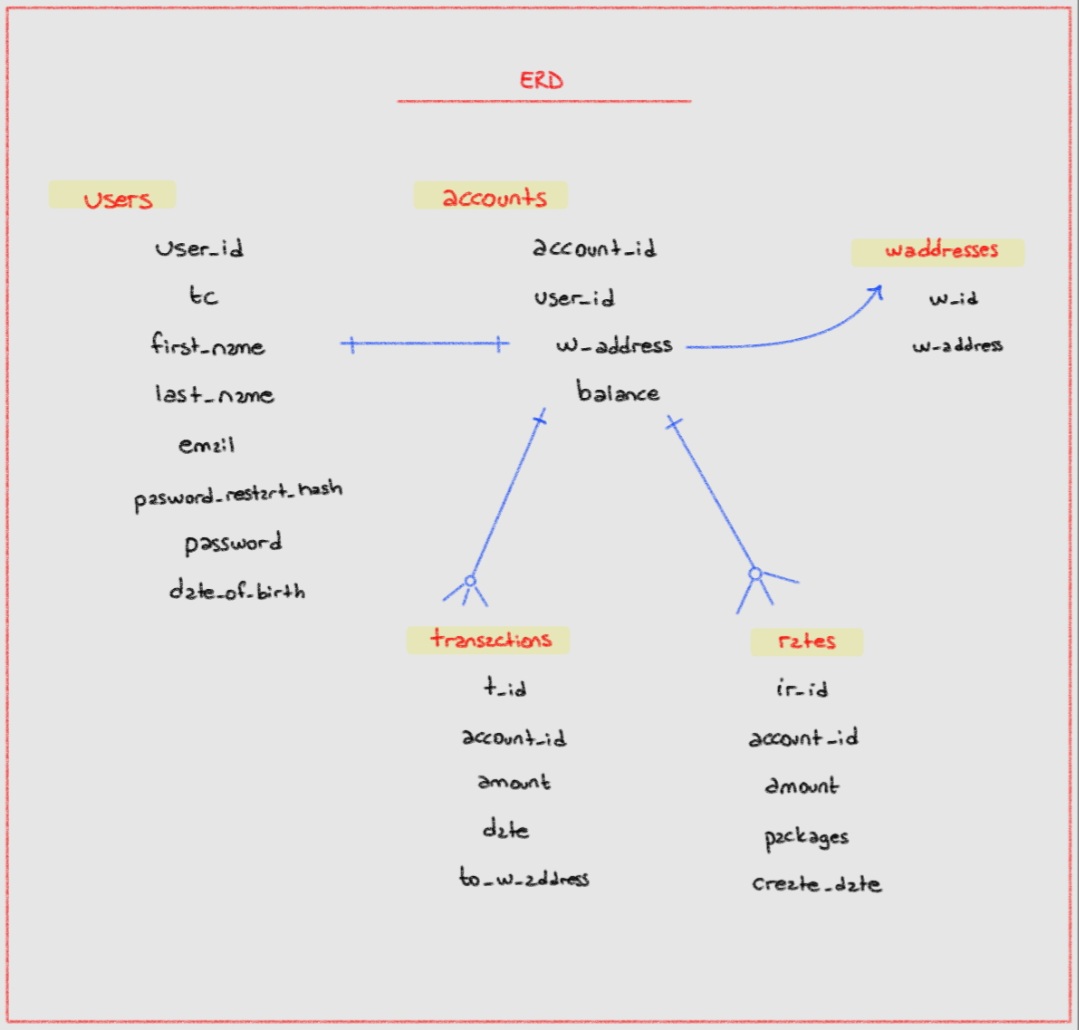 ERD
users
user_id
tc
first_name
last_name
email
pasword_restart_hash
password
date_of_birth
accounts
account_id
user_id
w_address
balance
waddresses
w_id
w_address
transactions
t_id
account_id
amount
date
to_w_address
rates
ir_id
account_id
amount
packages
create_date